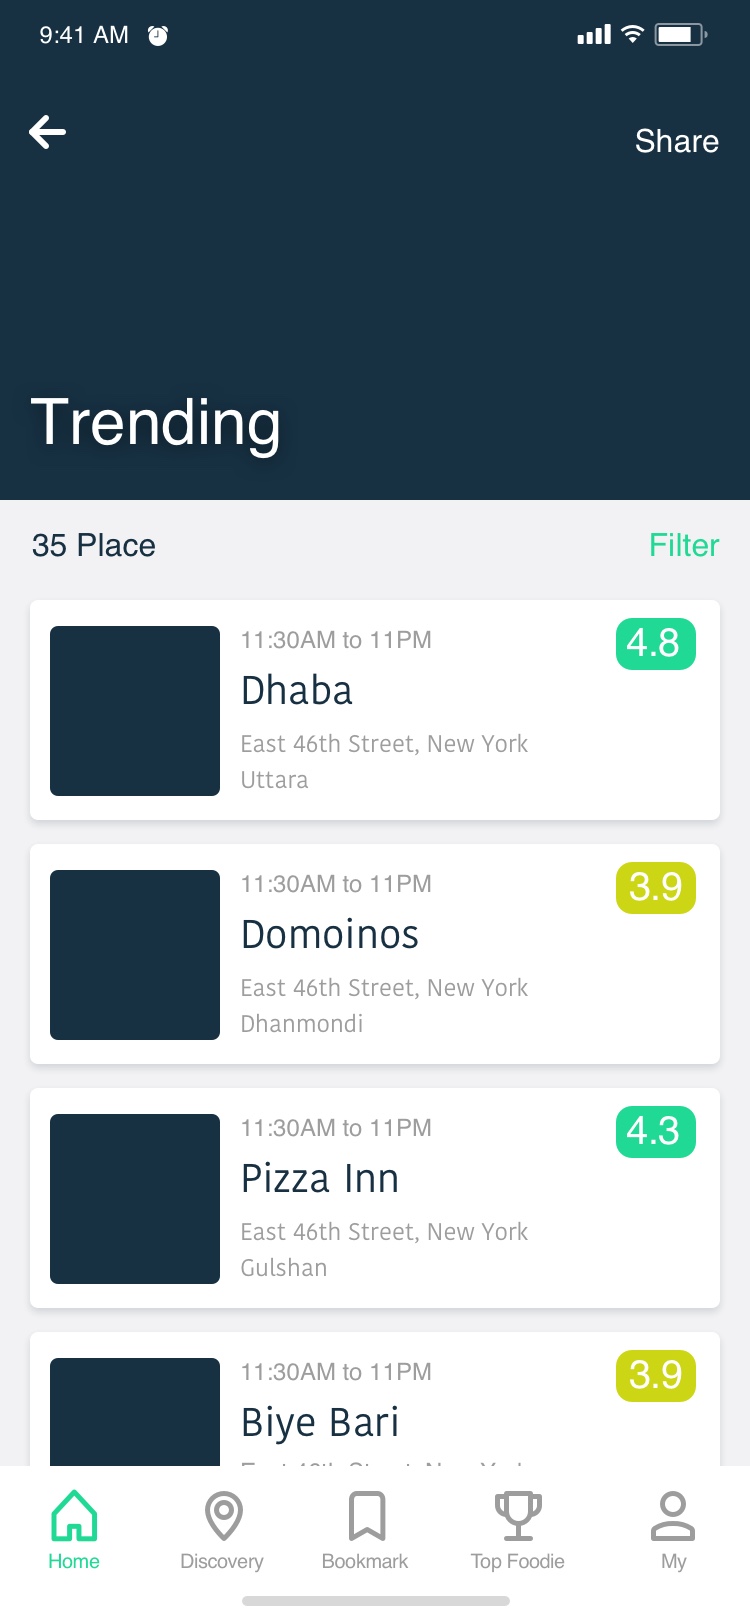 9:41 AM
Share
Trending
35 Place
Filter
11:30AM to 11PM
4.8
Dhaba
East 46th Street, New York
Uttara
11:30AM to 11PM
3.9
Domoinos
East 46th Street, New York
Dhanmondi
11:30AM to 11PM
4.3
Pizza Inn
East 46th Street, New York
Gulshan
11:30AM to 11PM
3.9
Biye Bari
Home
Discovery
Bookmark
Top Foodie
My